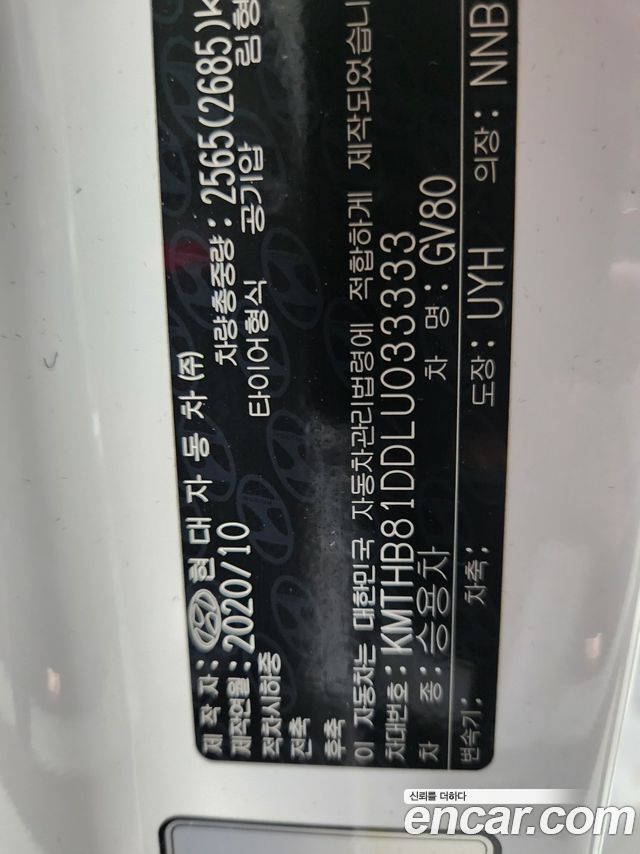 제 작 자: 현 대 자 동 차 ㈜
제작연월: 2020/10 차량총중량: 2565(2685)k
적차시하중 타이어형식 공기압 림형
전축
후축
이 자동차는 대한민국 자동차관리법령에 적합하게 제작되었습니
차대번호: KMTHB81DDLU033333
차 종: 승용차 차 명: GV80
변속기: 차축: 도장: UYH 의장: NNB
신뢰를 더하다
encar.com